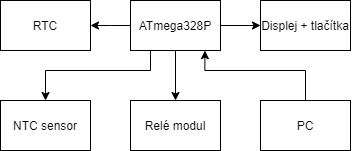 RTC
ATmega328P
Displej + tlačítka
NTC sensor
Relé modul
PC